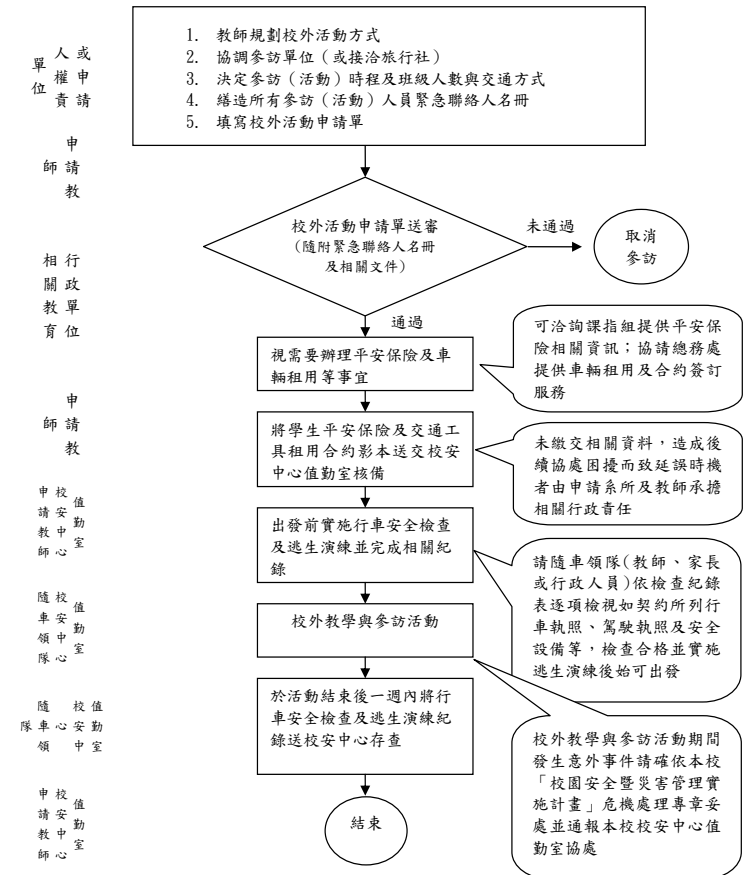 人或
單權申
位責請
1. 教師規劃校外活動方式
2. 協調參訪單位(或接洽旅行社)
3. 決定參訪(活動)時程及班級人數與交通方式
4. 繕造所有參訪(活動)人員緊急聯絡人名冊
5. 填寫校外活動申請單
申
師請
教
校外活動申請單送審
(隨附緊急聯絡人名冊
及相關文件)
未通過
取消
參訪
相行
關政
教單
育位
通過
視需要辦理平安保險及車
輛租用等事宜
可洽詢課指組提供平安保
險相關資訊;協請總務處
提供車輛租用及合約簽訂
服務
申
師請
教
將學生平安保險及交通工
具租用合約影本送交校安
中心值勤室核備
未繳交相關資料,造成後
續協處困擾而致延誤時機
者由申請系所及教師承擔
相關行政責任
申校值
請安勤
教中室
師心
出發前實施行車安全檢查
及逃生演練並完成相關紀
錄
請隨車領隊(教師、家長
或行政人員)依檢查紀錄
表逐項檢視如契約所列行
車執照、駕駛執照及安全
設備等,檢查合格並實施
逃生演練後始可出發
隨校值
車安勤
領中室
隊心
校外教學與參訪活動
隨 校值
隊車心安勤
領 中室
於活動結束後一週內將行
車安全檢查及逃生演練紀
錄送校安中心存查
校外教學與參訪活動期間
發生意外事件請確依本校
「校園安全暨災害管理實
施計畫」危機處理專章妥
處並通報本校校安中心值
勤室協處
申校值
請安勤
教中室
師心
結束